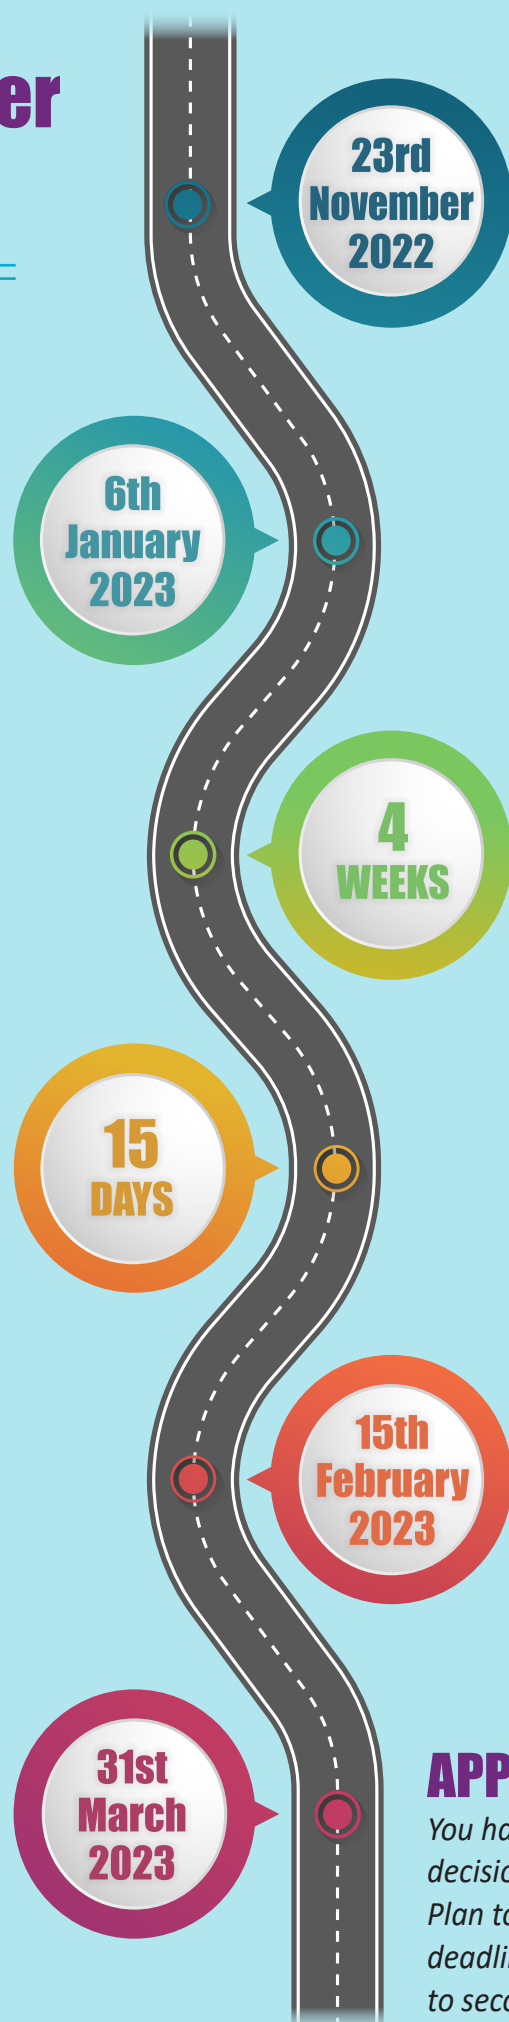 er
23rd
November
2022
6th
January
2023
4
WEEKS
15
DAYS
15th
February
2023
31st
March
2023
APP
You ha
decisio
Plan to
deadli
to seco